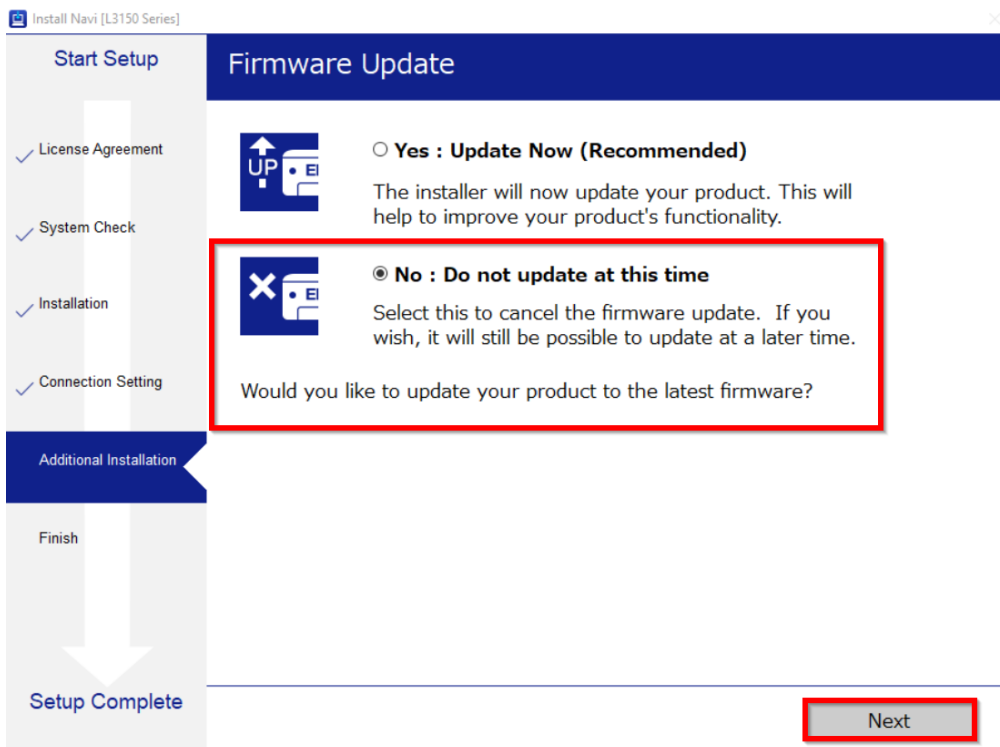 Install Navi [L3150 Series]
Start Setup
Firmware Update
License Agreement
System Check
Installation
Connection Setting
Additional Installation
Finish
Setup Complete
UP
EI
Yes : Update Now (Recommended)
The installer will now update your product. This will
help to improve your product's functionality.
EI
No : Do not update at this time
Select this to cancel the firmware update.  If you
wish, it will still be possible to update at a later time.
Would you like to update your product to the latest firmware?
Next